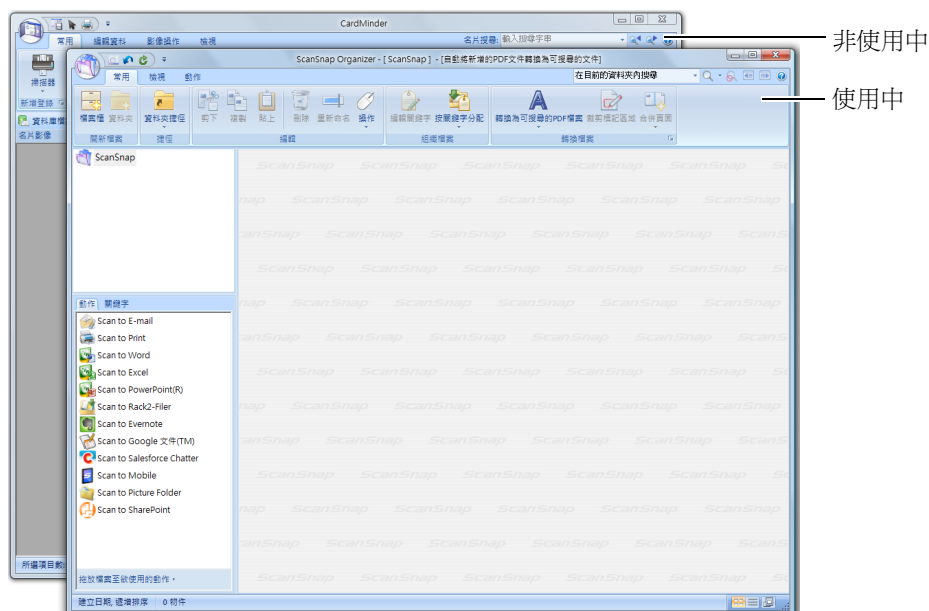 CardMinder
常用 編輯資料 影像操作 檢視 名片搜尋: 輸入搜尋字串
非使用中
ScanSnap Organizer - [ ScanSnap ] - [自動將新增的PDF文件轉換為可搜尋的文件]
常用 檢視 動作 在目前的資料夾內搜尋
使用中
掃描器
新增登錄
資料庫檔
名片影像
檔案櫃 資料夾 資料夾捷徑 剪下 複製 貼上 刪除 重新命名 操作 編輯關鍵字 按關鍵字分配 轉換為可搜尋的PDF檔案 裁剪標記區域 合併頁面
開新檔案 捷徑 編輯 組織檔案 轉換檔案
ScanSnap
動作 關鍵字
Scan to E-mail
Scan to Print
Scan to Word
Scan to Excel
Scan to PowerPoint(R)
Scan to Rack2-Filer
Scan to Evernote
Scan to Google 文件(TM)
Scan to Salesforce Chatter
Scan to Mobile
Scan to Picture Folder
Scan to SharePoint
所選項目數:
拖放檔案至欲使用的動作。
建立日期, 遞增排序 0 物件